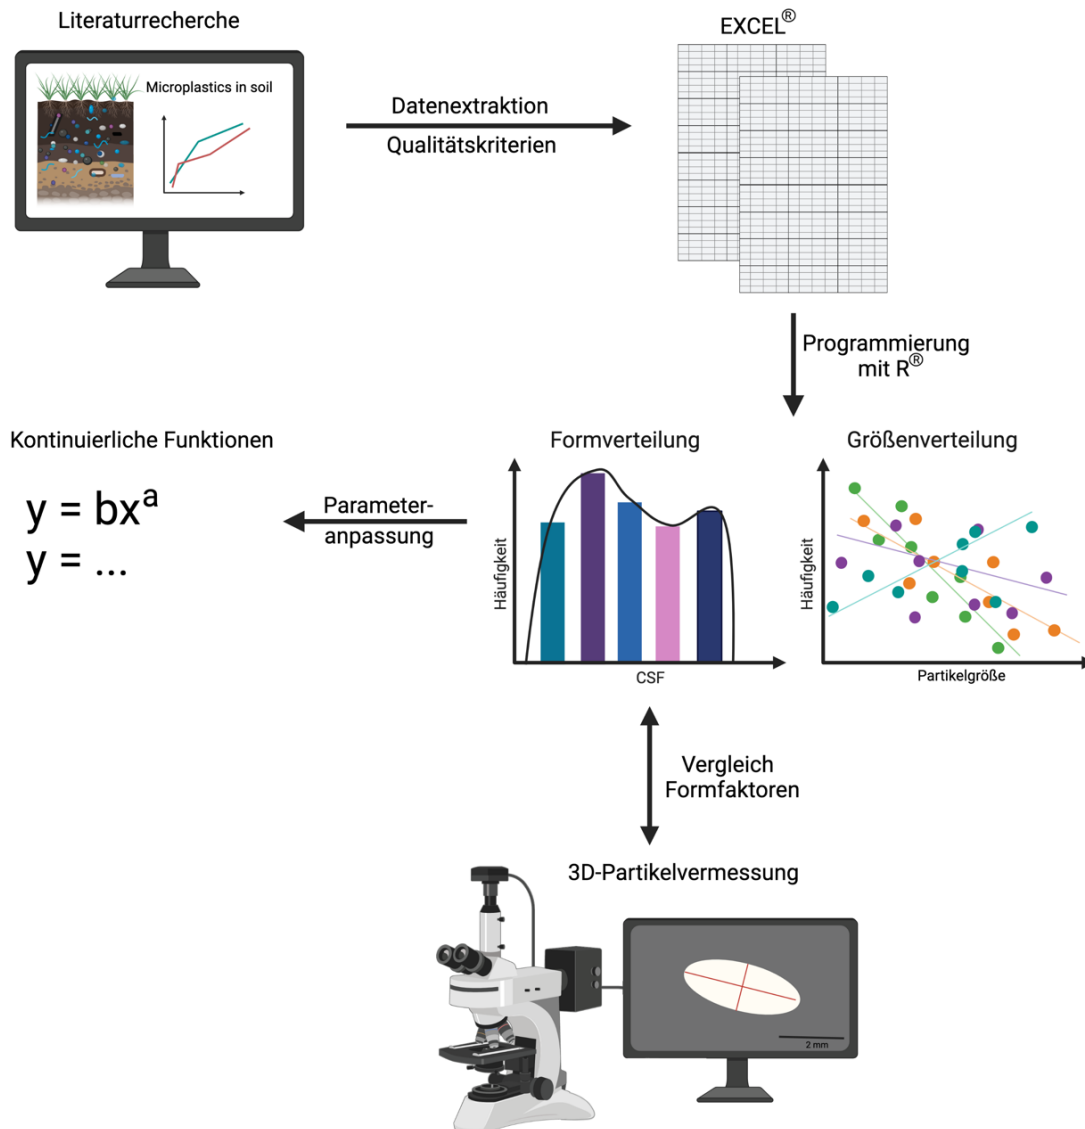 Literaturrecherche
Microplastics in soil
Datenextraktion
Qualitätskriterien
EXCEL®
Programmierung
mit R®
Kontinuierliche Funktionen
y = bxᵃ
y = ...
Parameter-
anpassung
Formverteilung
Häufigkeit
CSF
Größenverteilung
Häufigkeit
Partikelgröße
Vergleich
Formfaktoren
3D-Partikelvermessung
2 mm